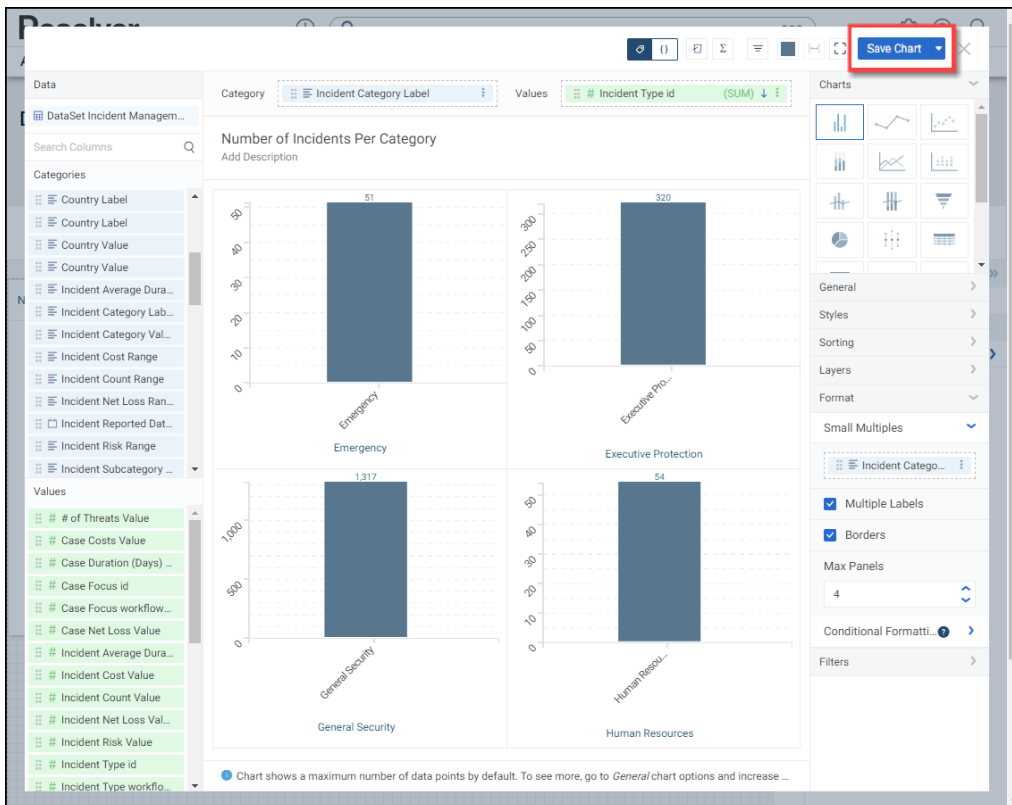 Resolver
Save Chart
Data
DataSet Incident Managem...
Search Columns
Categories
Country Label
Country Label
Country Value
Country Value
Incident Average Dura...
Incident Category Lab...
Incident Category Val...
Incident Cost Range
Incident Count Range
Incident Net Loss Ran...
Incident Reported Dat...
Incident Risk Range
Incident Subcategory ...
Values
# # of Threats Value
# Case Costs Value
# Case Duration (Days) ...
# Case Focus id
# Case Focus workflow...
# Case Net Loss Value
# Incident Average Dura...
# Incident Cost Value
# Incident Count Value
# Incident Net Loss Val...
# Incident Risk Value
# Incident Type id
# Incident Type workflo...
Category Incident Category Label Values # Incident Type id (SUM)
Number of Incidents Per Category
Add Description
51
50
40
30
20
10
0
Emergency
Emergency
320
300
250
200
150
100
50
0
Executive Pro...
Executive Protection
1,317
1,000
500
0
General Security
General Security
54
50
40
30
20
10
0
Human Resou...
Human Resources
Chart shows a maximum number of data points by default. To see more, go to General chart options and increase ...
Charts
General
Styles
Sorting
Layers
Format
Small Multiples
Incident Catego...
Multiple Labels
Borders
Max Panels
4
Conditional Formatti...
Filters